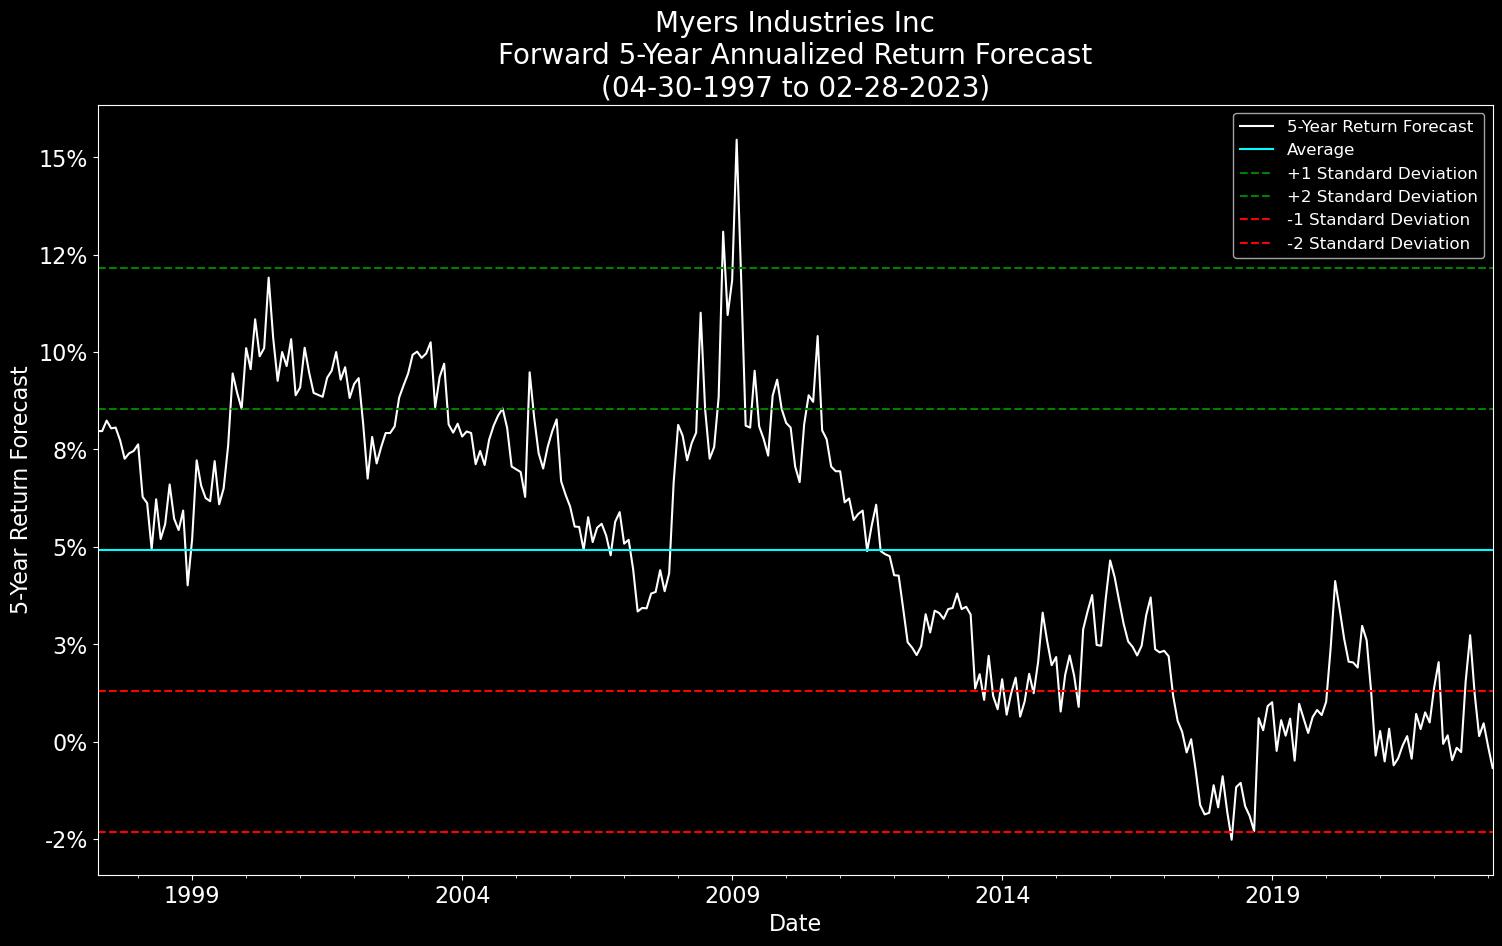 Myers Industries Inc
Forward 5-Year Annualized Return Forecast
(04-30-1997 to 02-28-2023)
5-Year Return Forecast
Average
+1 Standard Deviation
+2 Standard Deviation
-1 Standard Deviation
-2 Standard Deviation
15%
12%
10%
8%
5%
3%
0%
-2%
5-Year Return Forecast
1999 2004 2009 2014 2019
Date